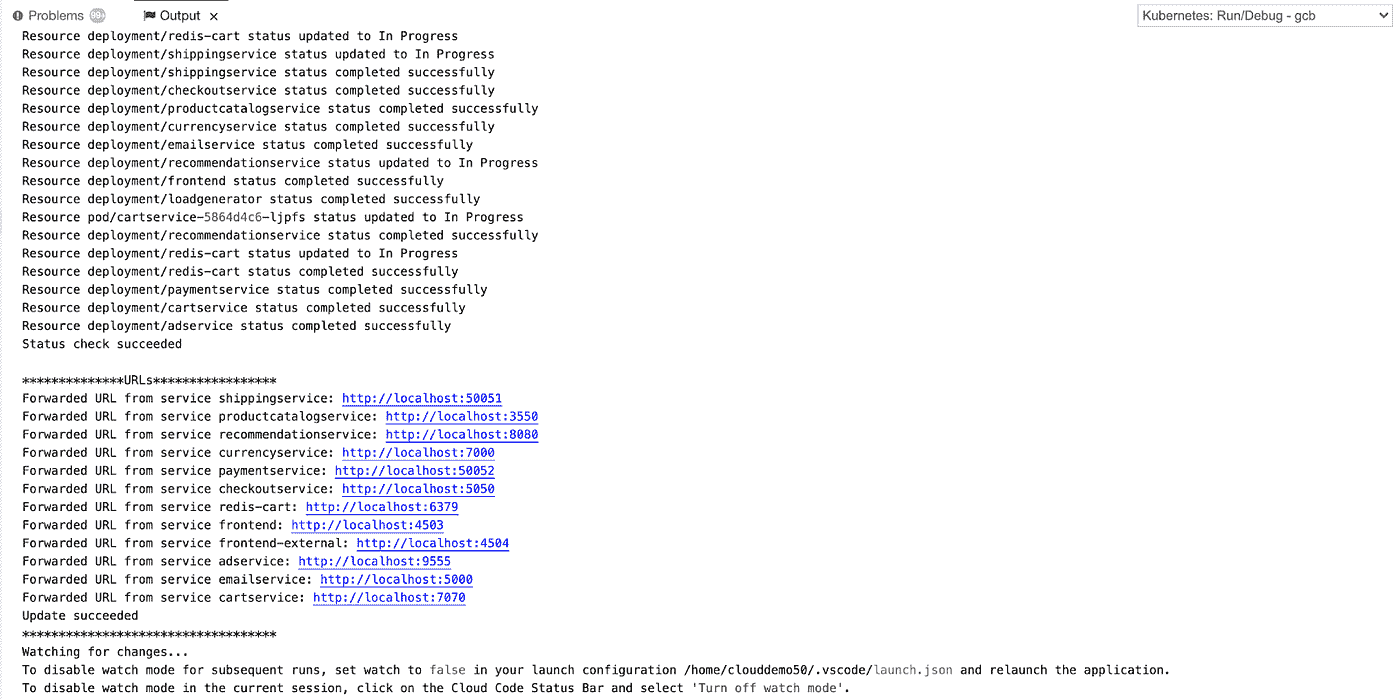 Problems 99+ Output × Kubernetes: Run/Debug - gcb
Resource deployment/redis-cart status updated to In Progress
Resource deployment/shippingservice status updated to In Progress
Resource deployment/shippingservice status completed successfully
Resource deployment/checkoutservice status completed successfully
Resource deployment/productcatalogservice status completed successfully
Resource deployment/currencyservice status completed successfully
Resource deployment/emailservice status completed successfully
Resource deployment/recommendationservice status updated to In Progress
Resource deployment/frontend status completed successfully
Resource deployment/loadgenerator status completed successfully
Resource pod/cartservice-5864d4c6-ljpfs status updated to In Progress
Resource deployment/recommendationservice status completed successfully
Resource deployment/redis-cart status updated to In Progress
Resource deployment/redis-cart status completed successfully
Resource deployment/paymentservice status completed successfully
Resource deployment/cartservice status completed successfully
Resource deployment/adservice status completed successfully
Status check succeeded
**************URLs*****************
Forwarded URL from service shippingservice: http://localhost:50051
Forwarded URL from service productcatalogservice: http://localhost:3550
Forwarded URL from service recommendationservice: http://localhost:8080
Forwarded URL from service currencyservice: http://localhost:7000
Forwarded URL from service paymentservice: http://localhost:50052
Forwarded URL from service checkoutservice: http://localhost:5050
Forwarded URL from service redis-cart: http://localhost:6379
Forwarded URL from service frontend: http://localhost:4503
Forwarded URL from service frontend-external: http://localhost:4504
Forwarded URL from service adservice: http://localhost:9555
Forwarded URL from service emailservice: http://localhost:5000
Forwarded URL from service cartservice: http://localhost:7070
Update succeeded
***********************************
Watching for changes...
To disable watch mode for subsequent runs, set watch to false in your launch configuration /home/clouddemo50/.vscode/launch.json and relaunch the application.
To disable watch mode in the current session, click on the Cloud Code Status Bar and select 'Turn off watch mode'.